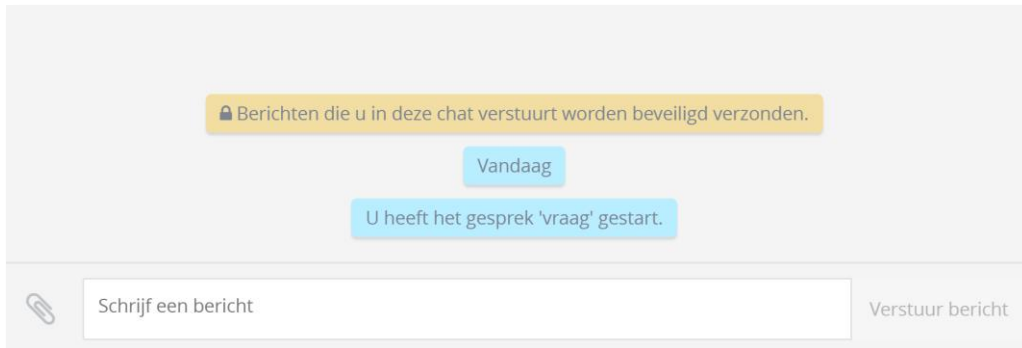 Berichten die u in deze chat verstuurt worden beveiligd verzonden.
Vandaag
U heeft het gesprek 'vraag' gestart.
Schrijf een bericht
Verstuur bericht